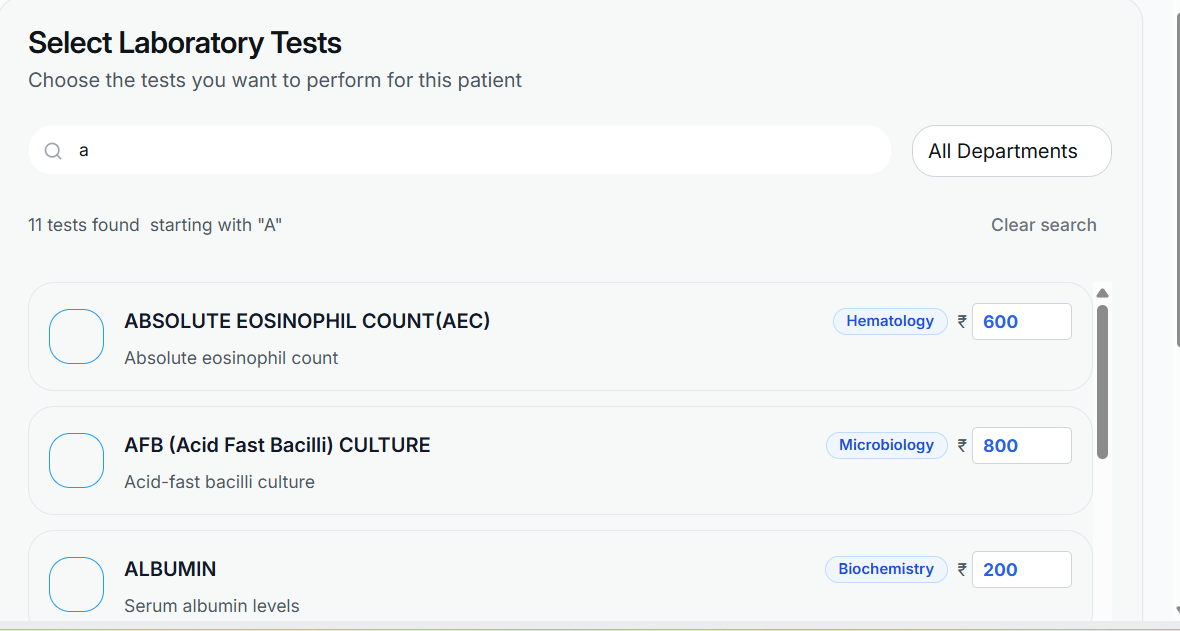 Select Laboratory Tests
Choose the tests you want to perform for this patient
a
All Departments
11 tests found starting with "A"
Clear search
ABSOLUTE EOSINOPHIL COUNT(AEC)
Hematology ₹ 600
Absolute eosinophil count
AFB (Acid Fast Bacilli) CULTURE
Microbiology ₹ 800
Acid-fast bacilli culture
ALBUMIN
Biochemistry ₹ 200
Serum albumin levels